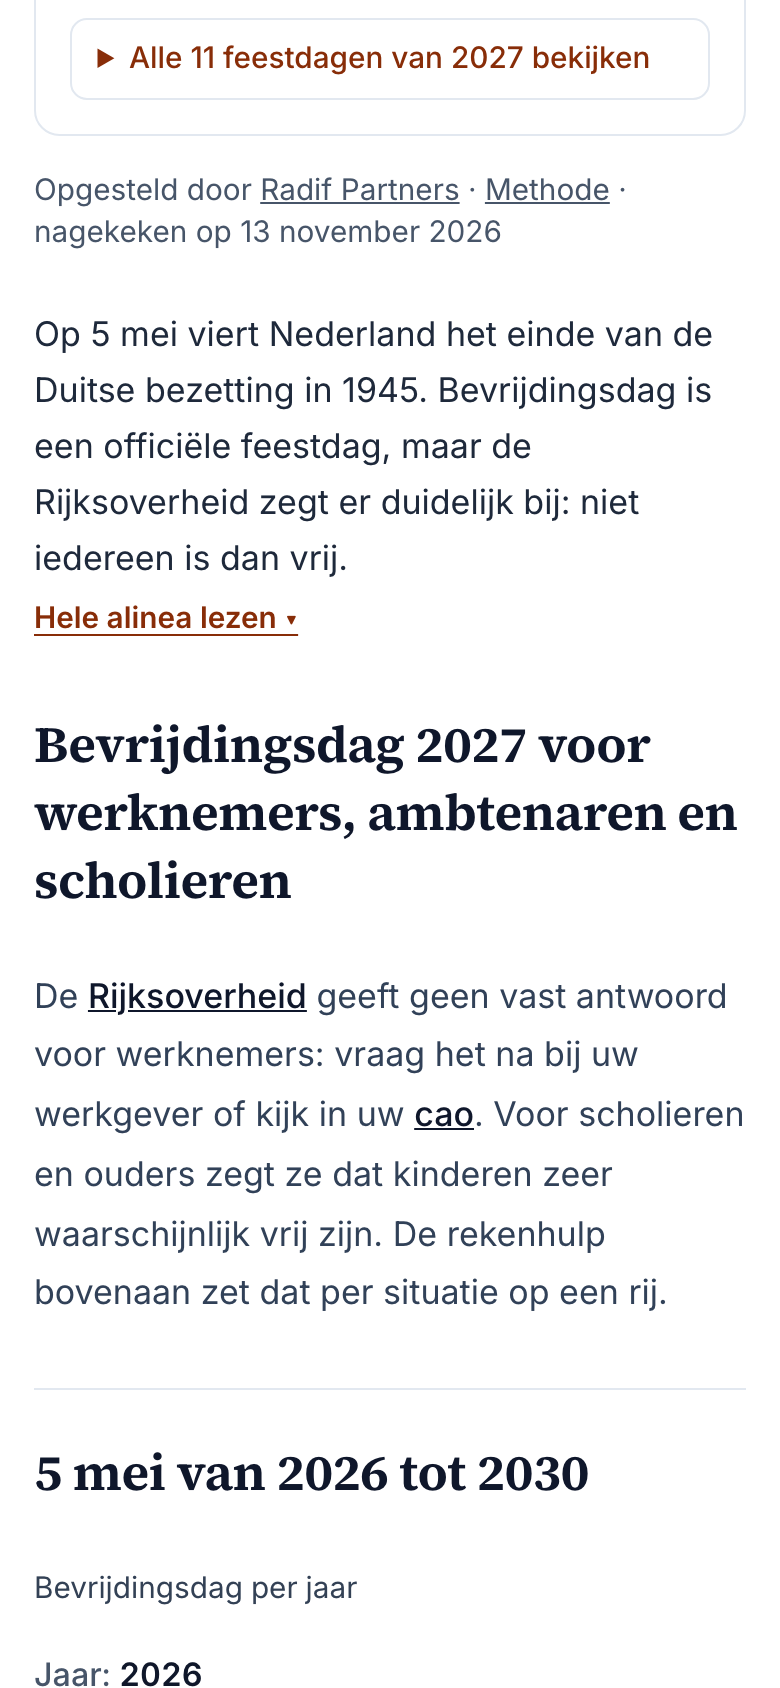 ▶ Alle 11 feestdagen van 2027 bekijken
Opgesteld door Radif Partners · Methode ·
nagekeken op 13 november 2026
Op 5 mei viert Nederland het einde van de
Duitse bezetting in 1945. Bevrijdingsdag is
een officiële feestdag, maar de
Rijksoverheid zegt er duidelijk bij: niet
iedereen is dan vrij.
Hele alinea lezen ▾
Bevrijdingsdag 2027 voor
werknemers, ambtenaren en
scholieren
De Rijksoverheid geeft geen vast antwoord
voor werknemers: vraag het na bij uw
werkgever of kijk in uw cao. Voor scholieren
en ouders zegt ze dat kinderen zeer
waarschijnlijk vrij zijn. De rekenhulp
bovenaan zet dat per situatie op een rij.
5 mei van 2026 tot 2030
Bevrijdingsdag per jaar
Jaar: 2026